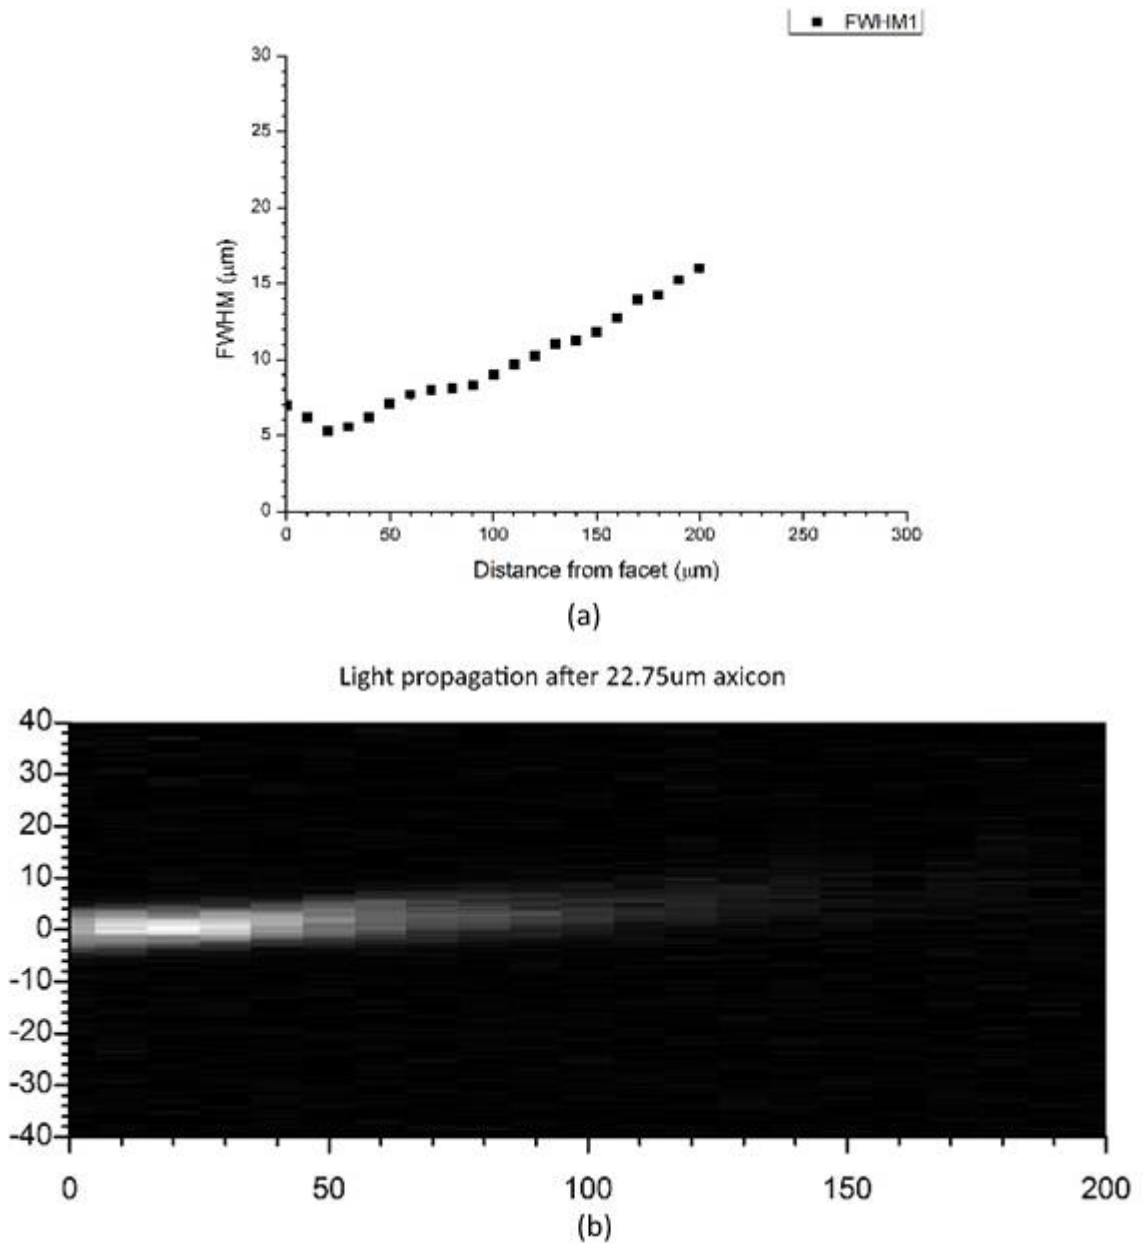 FWHM1
30
25
20
15
10
5
0
FWHM (μm)
0 50 100 150 200 250 300
Distance from facet (μm)
(a)
Light propagation after 22.75um axicon
40
30
20
10
0
-10
-20
-30
-40
0 50 100 150 200
(b)